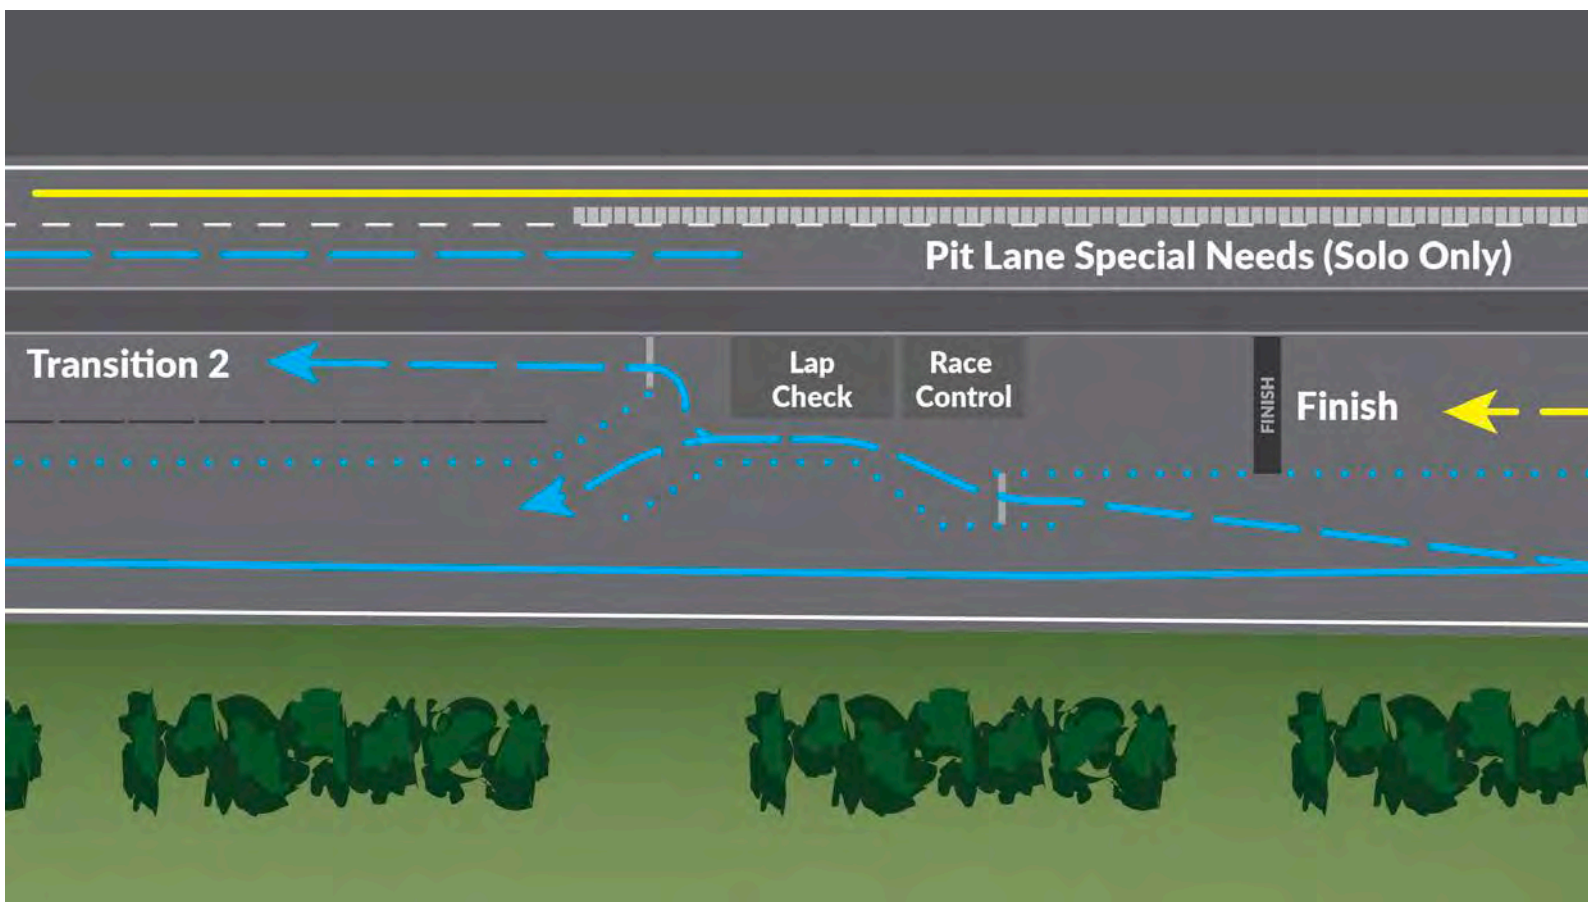 Pit Lane Special Needs (Solo Only)
Transition 2
Lap
Check
Race
Control
FINISH
Finish